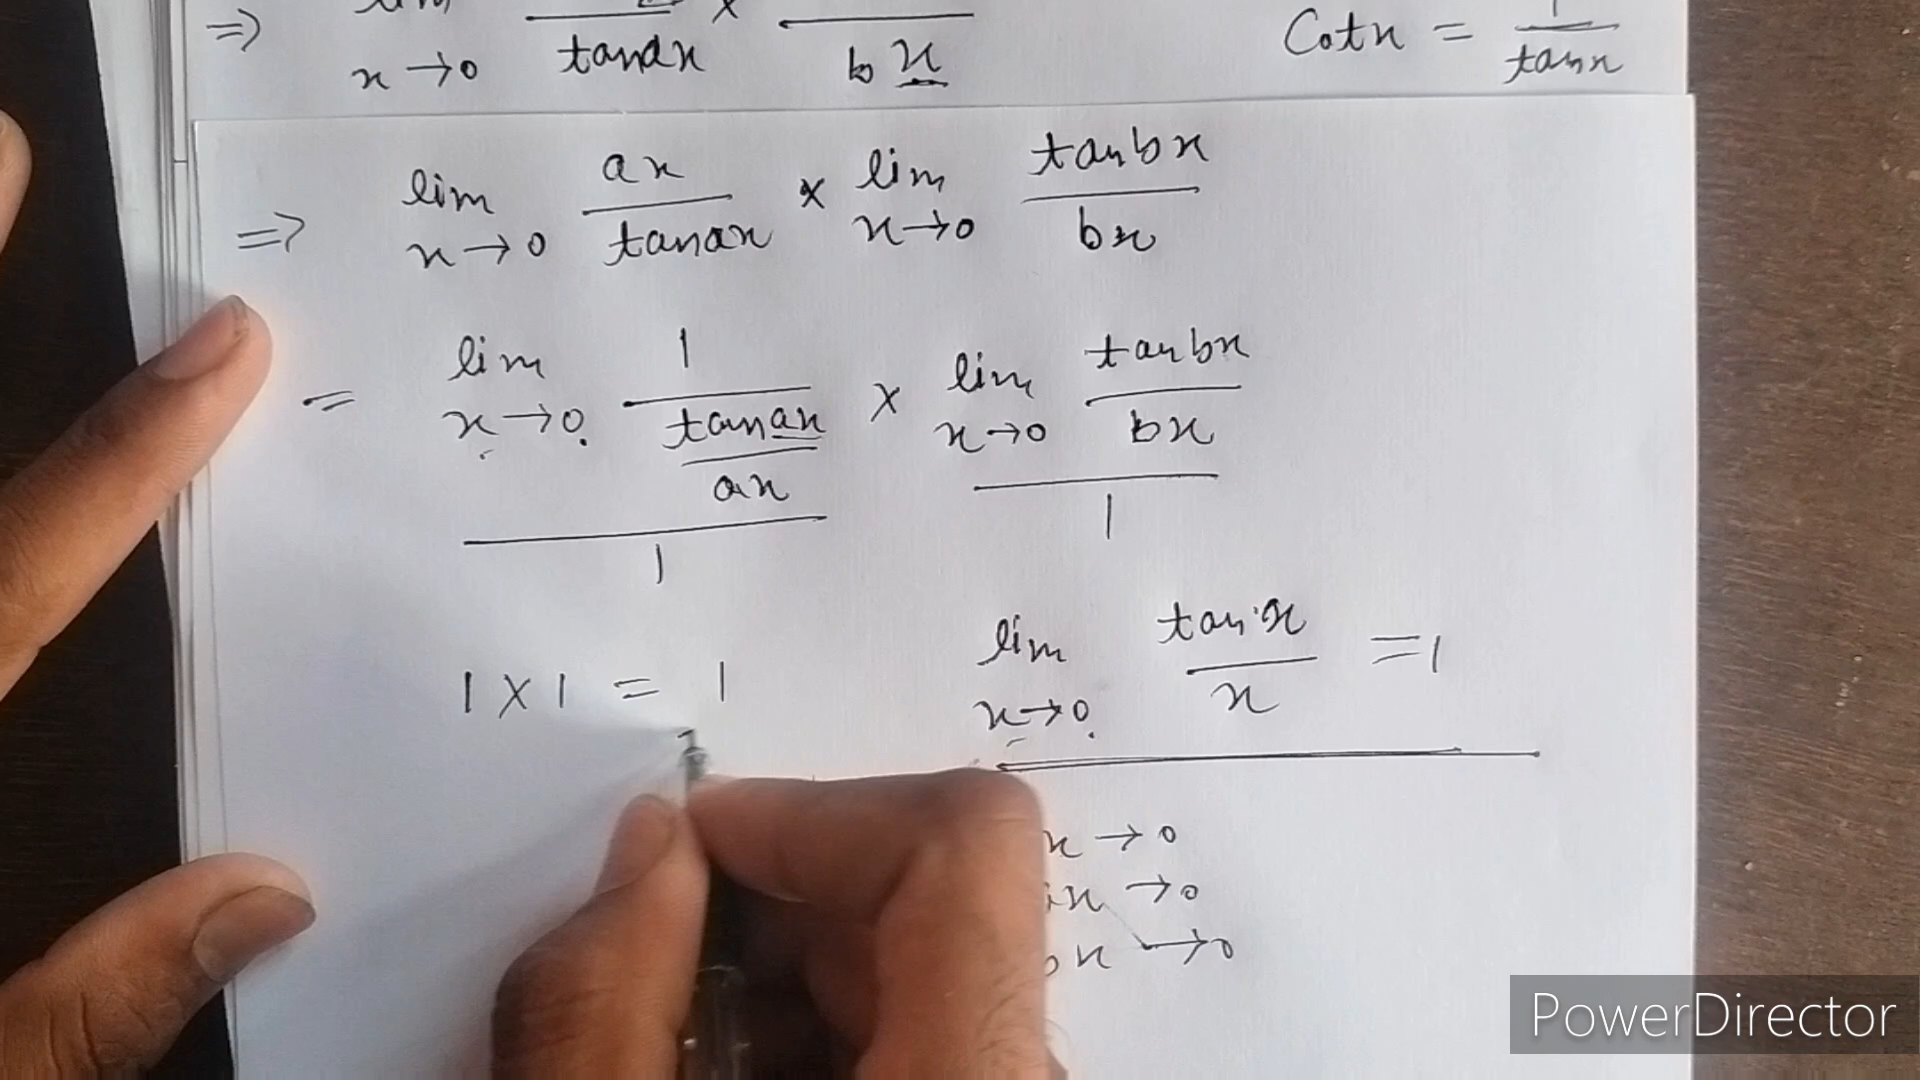 ⇒ lim x→0 /tanax × /bx
Cotx = 1/tanx
⇒ lim x→0 ax/tanax × lim x→0 tanbx/bx
= lim x→0 1/(tanax/ax)/1 × lim x→0 (tanbx/bx)/1
lim x→0 tanx/x = 1
1 × 1 = 1
x → 0
x → 0
x → 0
PowerDirector